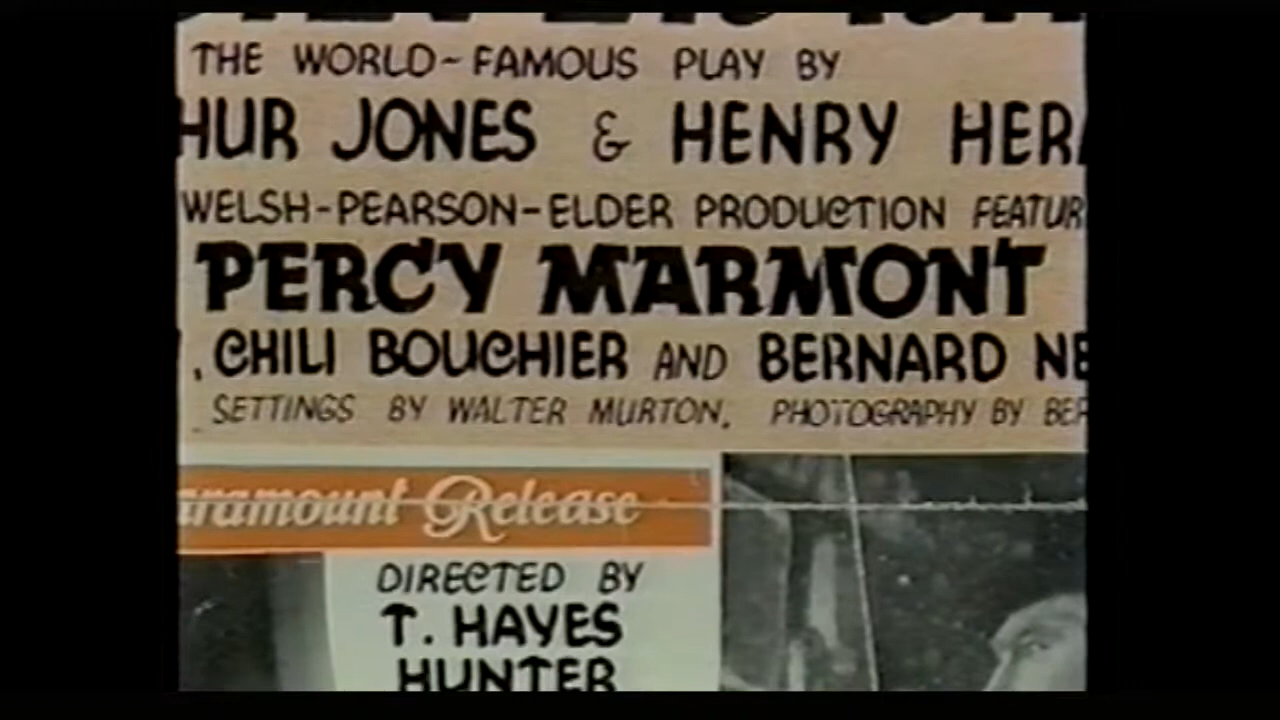 THE WORLD-FAMOUS PLAY BY
HUR JONES & HENRY HER
WELSH-PEARSON-ELDER PRODUCTION FEATUR
PERCY MARMONT
, CHILI BOUCHIER AND BERNARD NE
SETTINGS BY WALTER MURTON, PHOTOGRAPHY BY BER
aramount Release
DIRECTED BY
T. HAYES
HUNTER